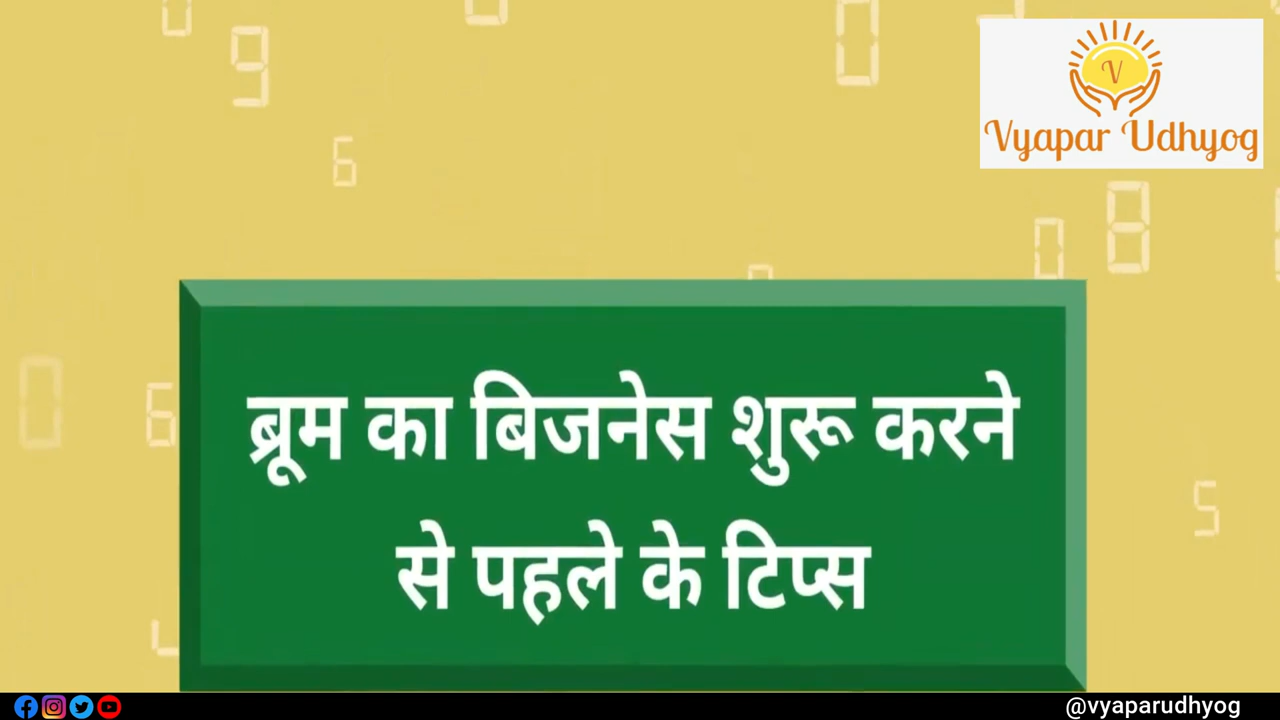 V
Vyapar Udhyog
ब्रूम का बिजनेस शुरू करने
से पहले के टिप्स
@vyaparudhyog